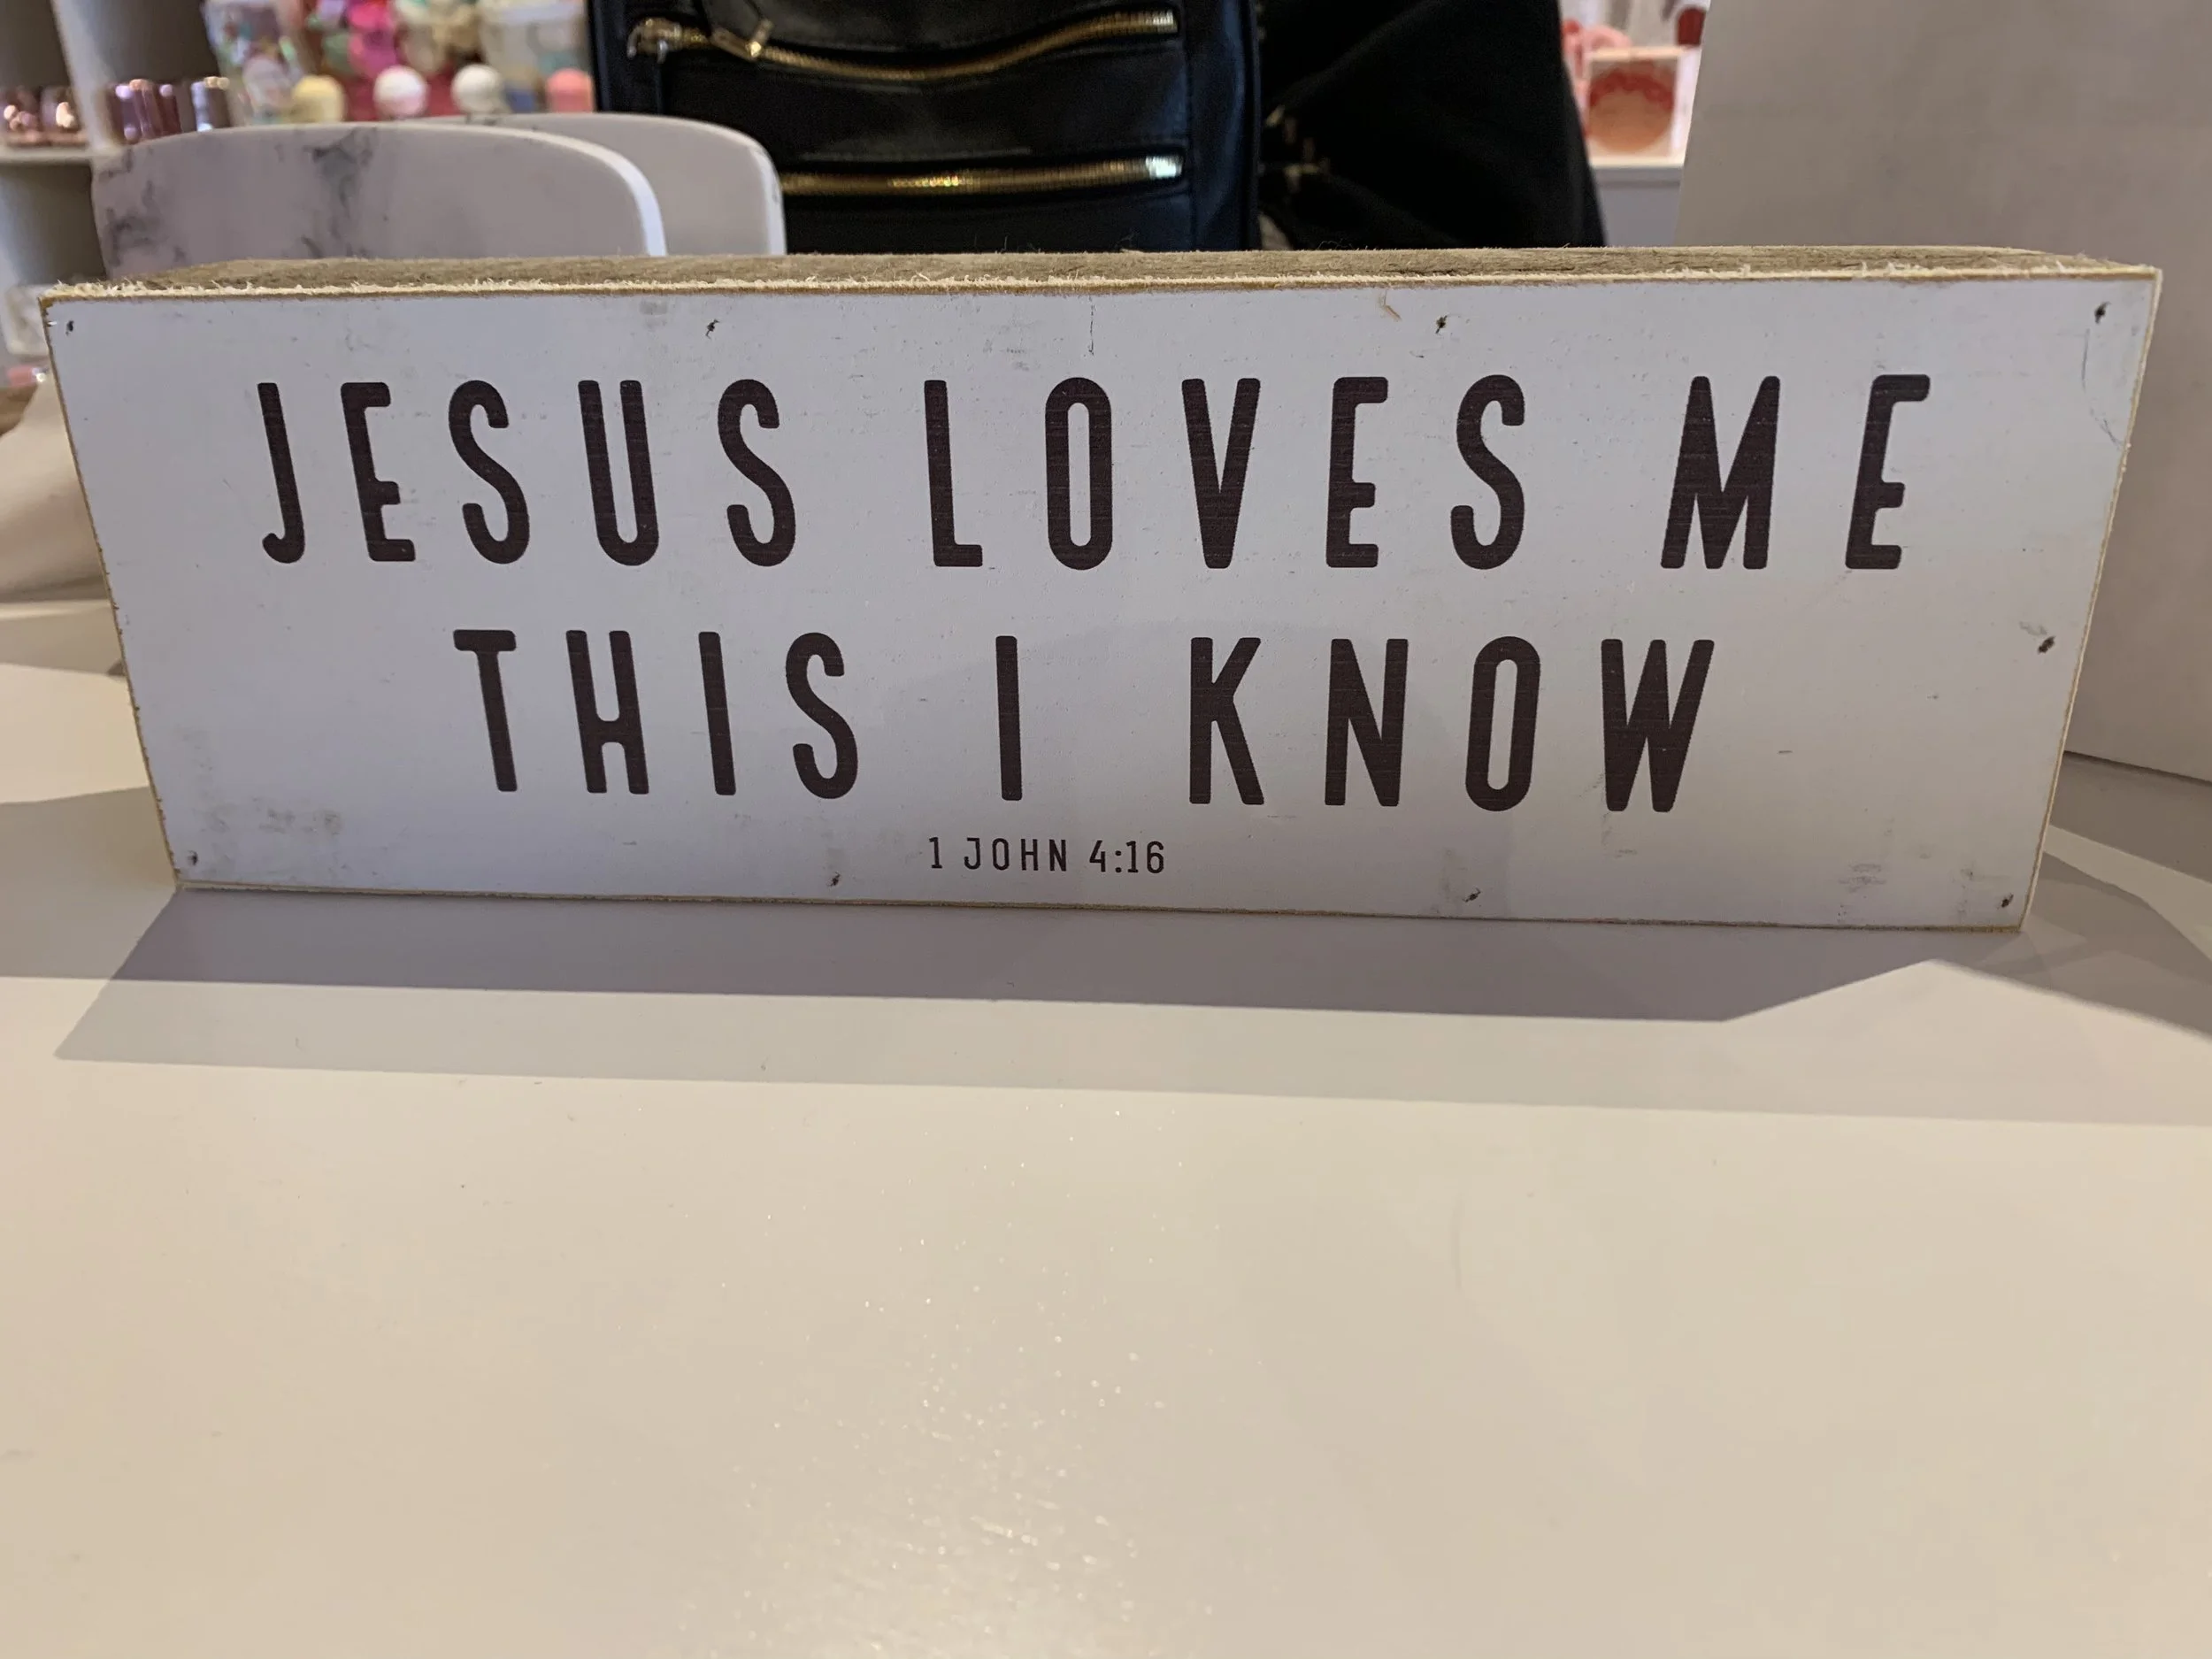 JESUS LOVES ME
THIS I KNOW
1 JOHN 4:16